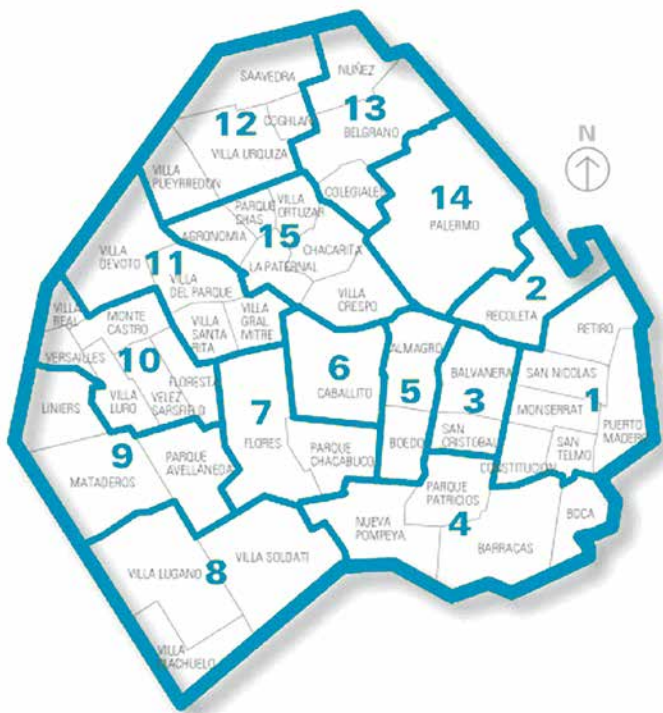 SAAVEDRA
NUÑEZ
12
COGHLAN
VILLA URQUIZA
VILLA
PUEYRREDON
13
BELGRANO
COLEGIALES
N
14
PALERMO
PARQUE
CHAS
VILLA
ORTUZAR
AGRONOMIA
15
CHACARITA
LA PATERNAL
VILLA
CRESPO
VILLA
DEVOTO
11
VILLA
DEL PARQUE
VILLA
SANTA
RITA
VILLA
GRAL
MITRE
2
RECOLETA
RETIRO
SAN NICOLAS
MONSERRAT
1
PUERTO
MADERO
SAN
TELMO
CONSTITUCION
VILLA
REAL
MONTE
CASTRO
VERSAILLES
10
FLORESTA
VILLA
LURO
VELEZ
SARSFIELD
6
CABALLITO
ALMAGRO
5
BOEDO
BALVANERA
3
SAN
CRISTOBAL
7
FLORES
PARQUE
CHACABUCO
LINIERS
9
MATADEROS
PARQUE
AVELLANEDA
PARQUE
PATRICIOS
4
NUEVA
POMPEYA
BARRACAS
BOCA
VILLA LUGANO
8
VILLA SOLDATI
VILLA
RIACHUELO